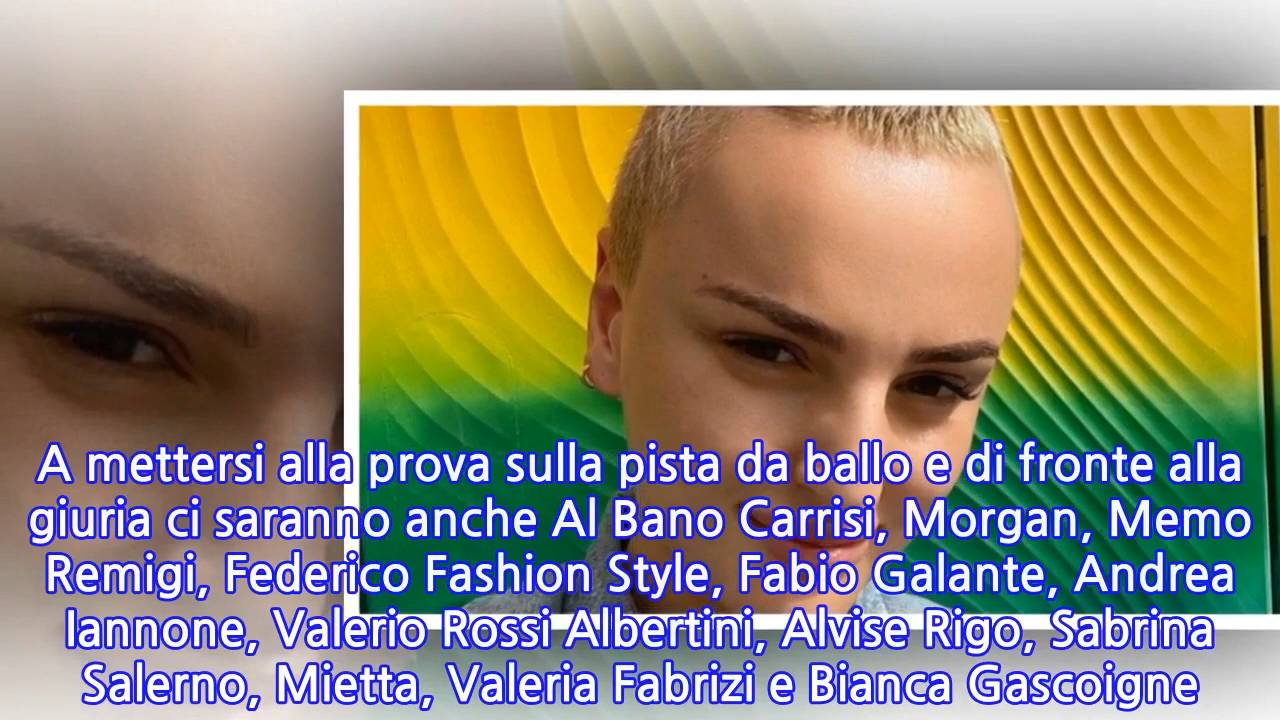 A mettersi alla prova sulla pista da ballo e di fronte alla
giuria ci saranno anche Al Bano Carrisi, Morgan, Memo
Remigi, Federico Fashion Style, Fabio Galante, Andrea
Iannone, Valerio Rossi Albertini, Alvise Rigo, Sabrina
Salerno, Mietta, Valeria Fabrizi e Bianca Gascoigne